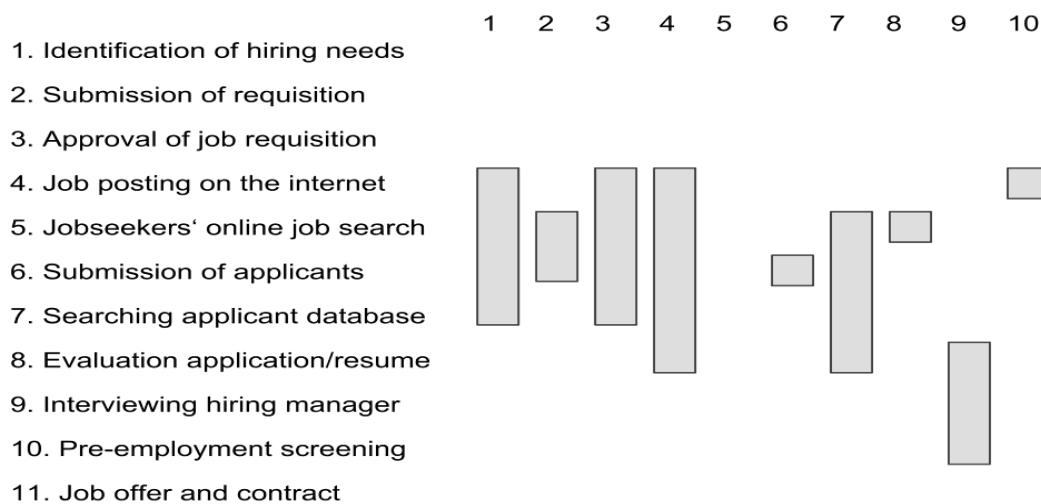 1 2 3 4 5 6 7 8 9 10
1. Identification of hiring needs
2. Submission of requisition
3. Approval of job requisition
4. Job posting on the internet
5. Jobseekers‘ online job search
6. Submission of applicants
7. Searching applicant database
8. Evaluation application/resume
9. Interviewing hiring manager
10. Pre-employment screening
11. Job offer and contract